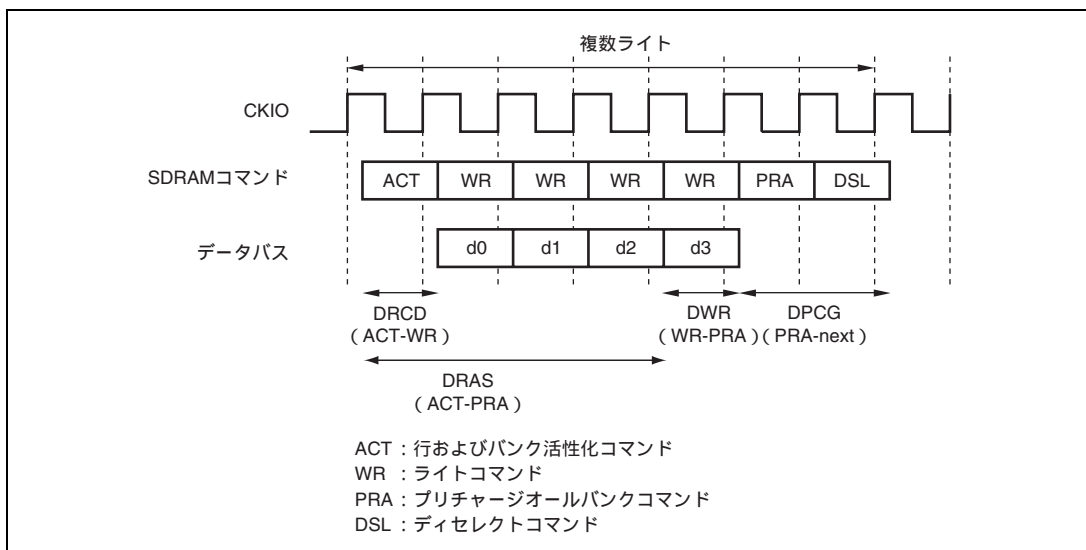 複数ライト
CKIO
SDRAMコマンド
ACT WR WR WR WR PRA DSL
データバス
d0 d1 d2 d3
DRCD
(ACT-WR)
DWR
(WR-PRA)
DPCG
(PRA-next)
DRAS
(ACT-PRA)
ACT：行およびバンク活性化コマンド
WR：ライトコマンド
PRA：プリチャージオールバンクコマンド
DSL：ディセレクトコマンド